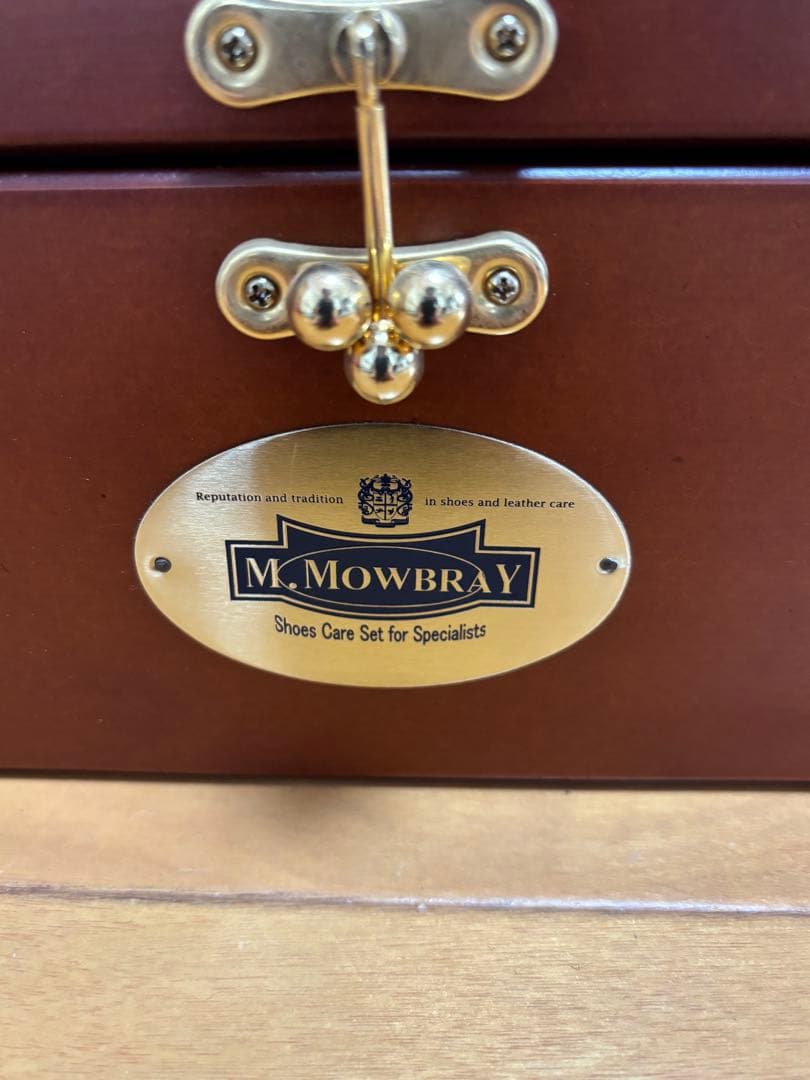 Reputation and tradition in shoes and leather care
M. MOWBRAY
Shoes Care Set for Specialists